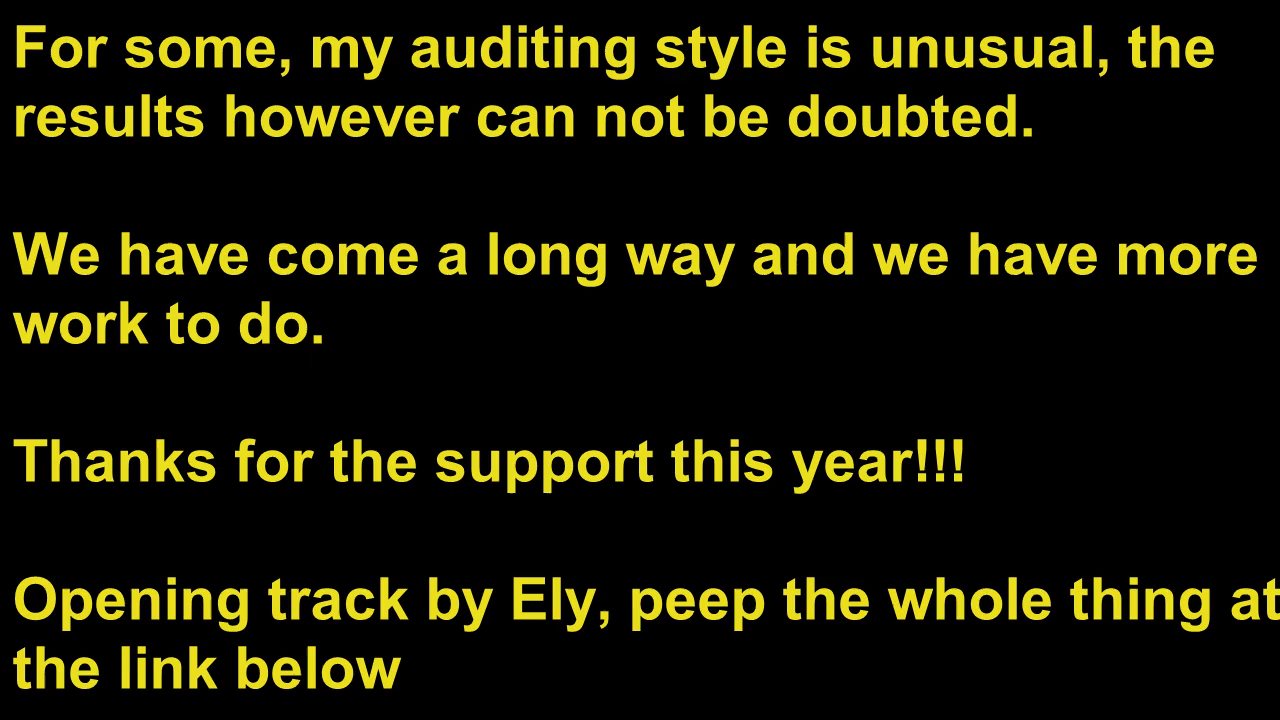 For some, my auditing style is unusual, the
results however can not be doubted.
We have come a long way and we have more
work to do.
Thanks for the support this year!!!
Opening track by Ely, peep the whole thing at
the link below